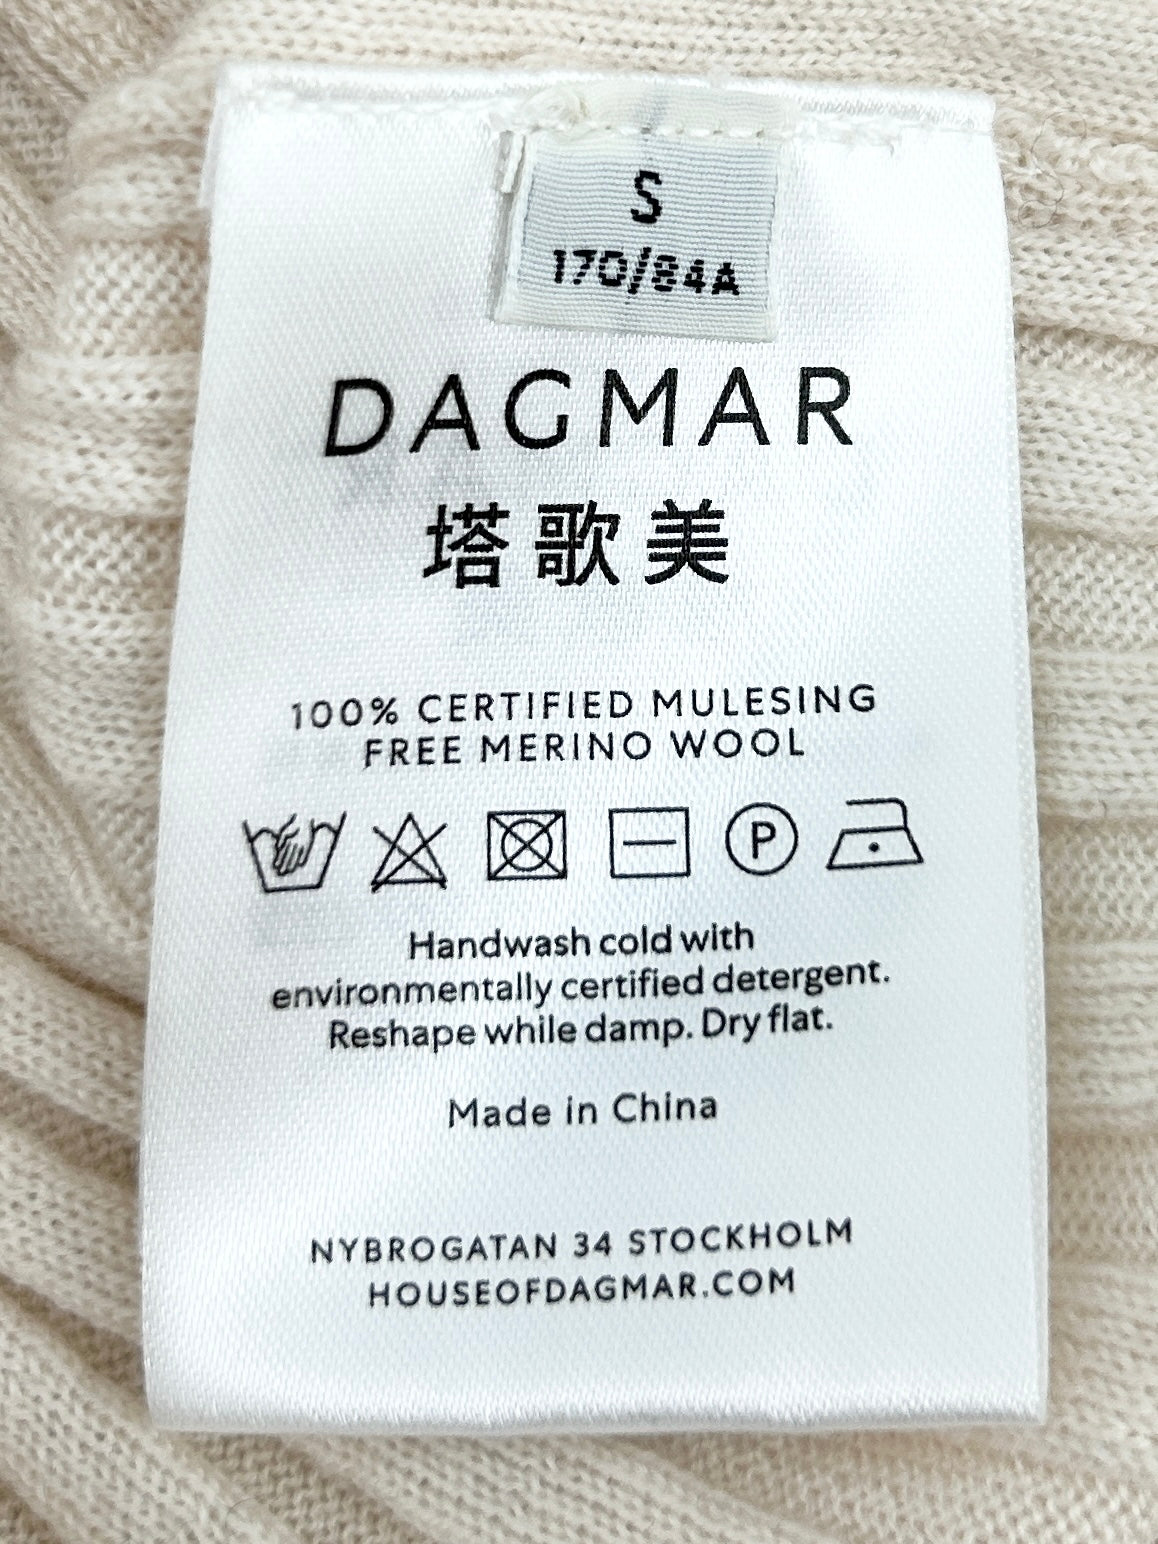 S
170/84A
DAGMAR
塔歌美
100% CERTIFIED MULESING
FREE MERINO WOOL
P
Handwash cold with
environmentally certified detergent.
Reshape while damp. Dry flat.
Made in China
NYBROGATAN 34 STOCKHOLM
HOUSEOFDAGMAR.COM